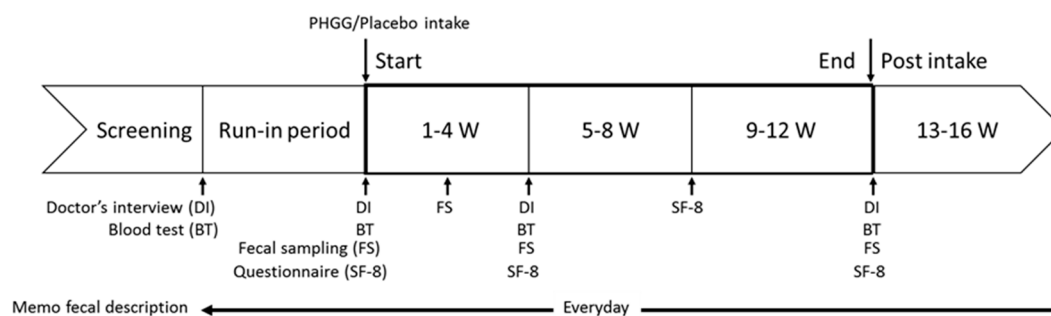 PHGG/Placebo intake
Start
End
Post intake
Screening
Run-in period
1-4 W
5-8 W
9-12 W
13-16 W
Doctor's interview (DI)
DI
FS
DI
SF-8
DI
Blood test (BT)
BT
BT
BT
Fecal sampling (FS)
FS
FS
Questionnaire (SF-8)
SF-8
SF-8
Memo fecal description
Everyday